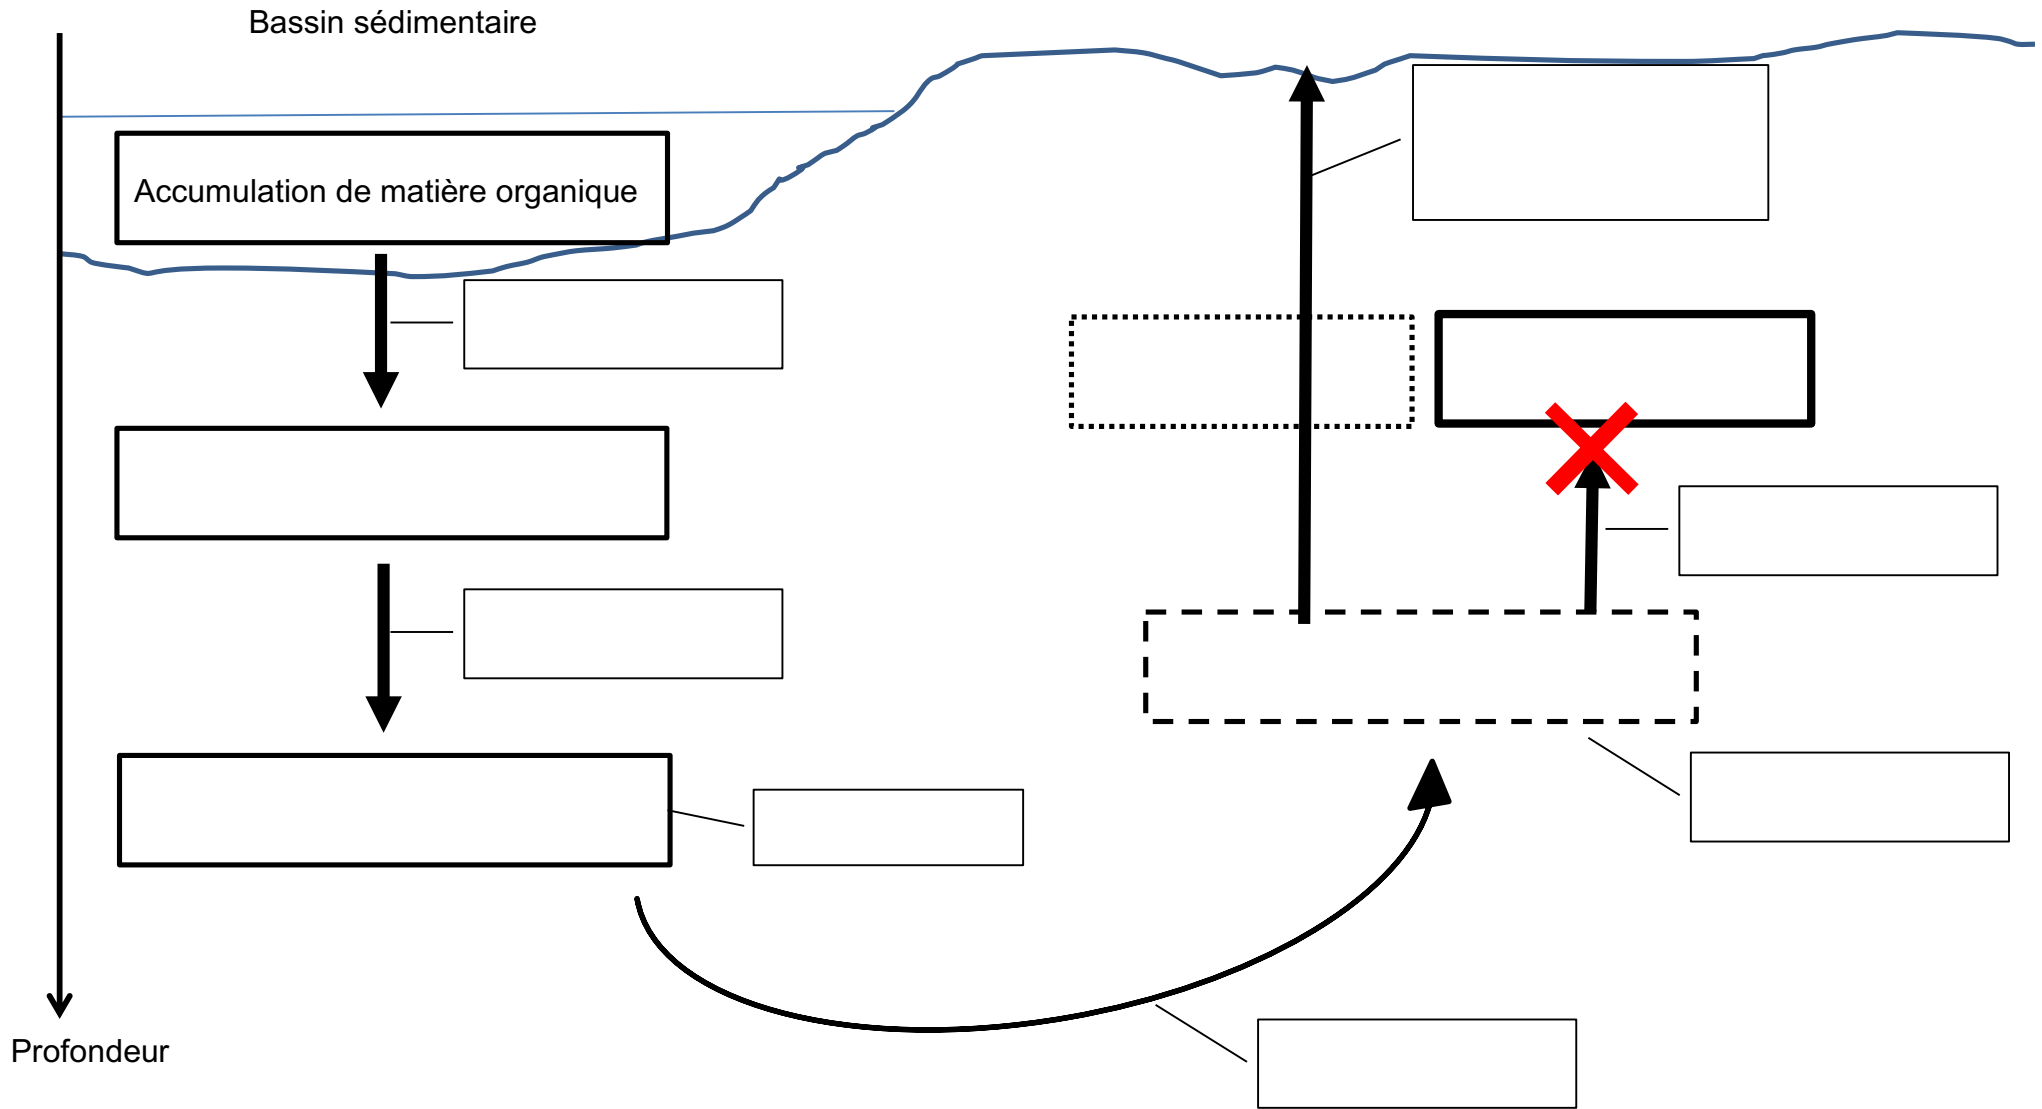 Bassin sédimentaire
Accumulation de matière organique
Profondeur